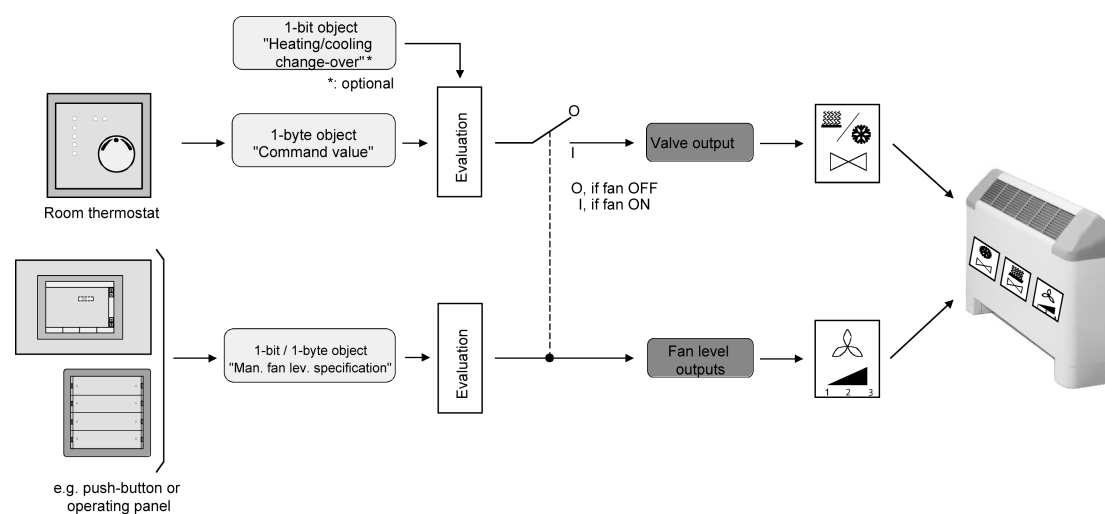 1-bit object
"Heating/cooling
change-over"*
*: optional
Room thermostat
1-byte object
"Command value"
Evaluation
O
I
O, if fan OFF
I, if fan ON
Valve output
e.g. push-button or
operating panel
1-bit / 1-byte object
"Man. fan lev. specification"
Evaluation
Fan level
outputs
1 2 3